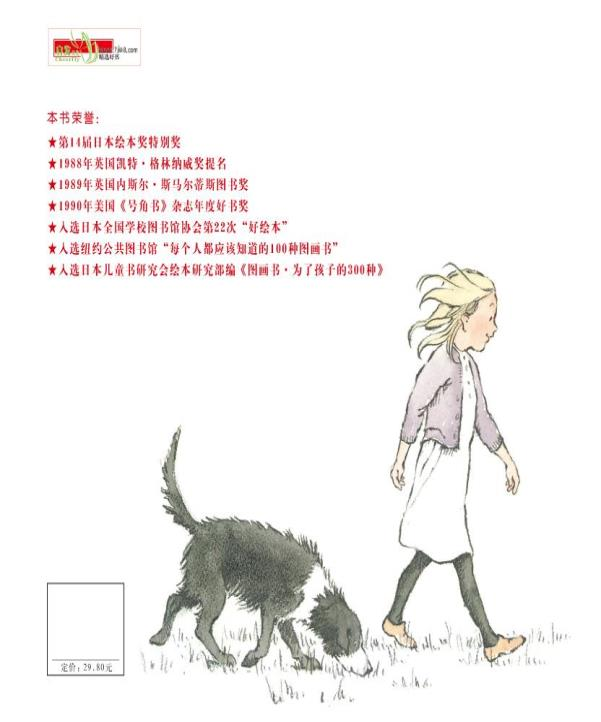 精选好书
本书荣誉：
★第14届日本绘本奖特别奖
★1988年英国凯特·格林纳威奖提名
★1989年英国内斯尔·斯马尔蒂斯图书奖
★1990年美国《号角书》杂志年度好书奖
★入选日本全国学校图书馆协会第22次“好绘本”
★入选纽约公共图书馆“每个人都应该知道的100种图画书”
★入选日本儿童书研究会绘本研究部编《图画书·为了孩子的300种》
定价：29.80元